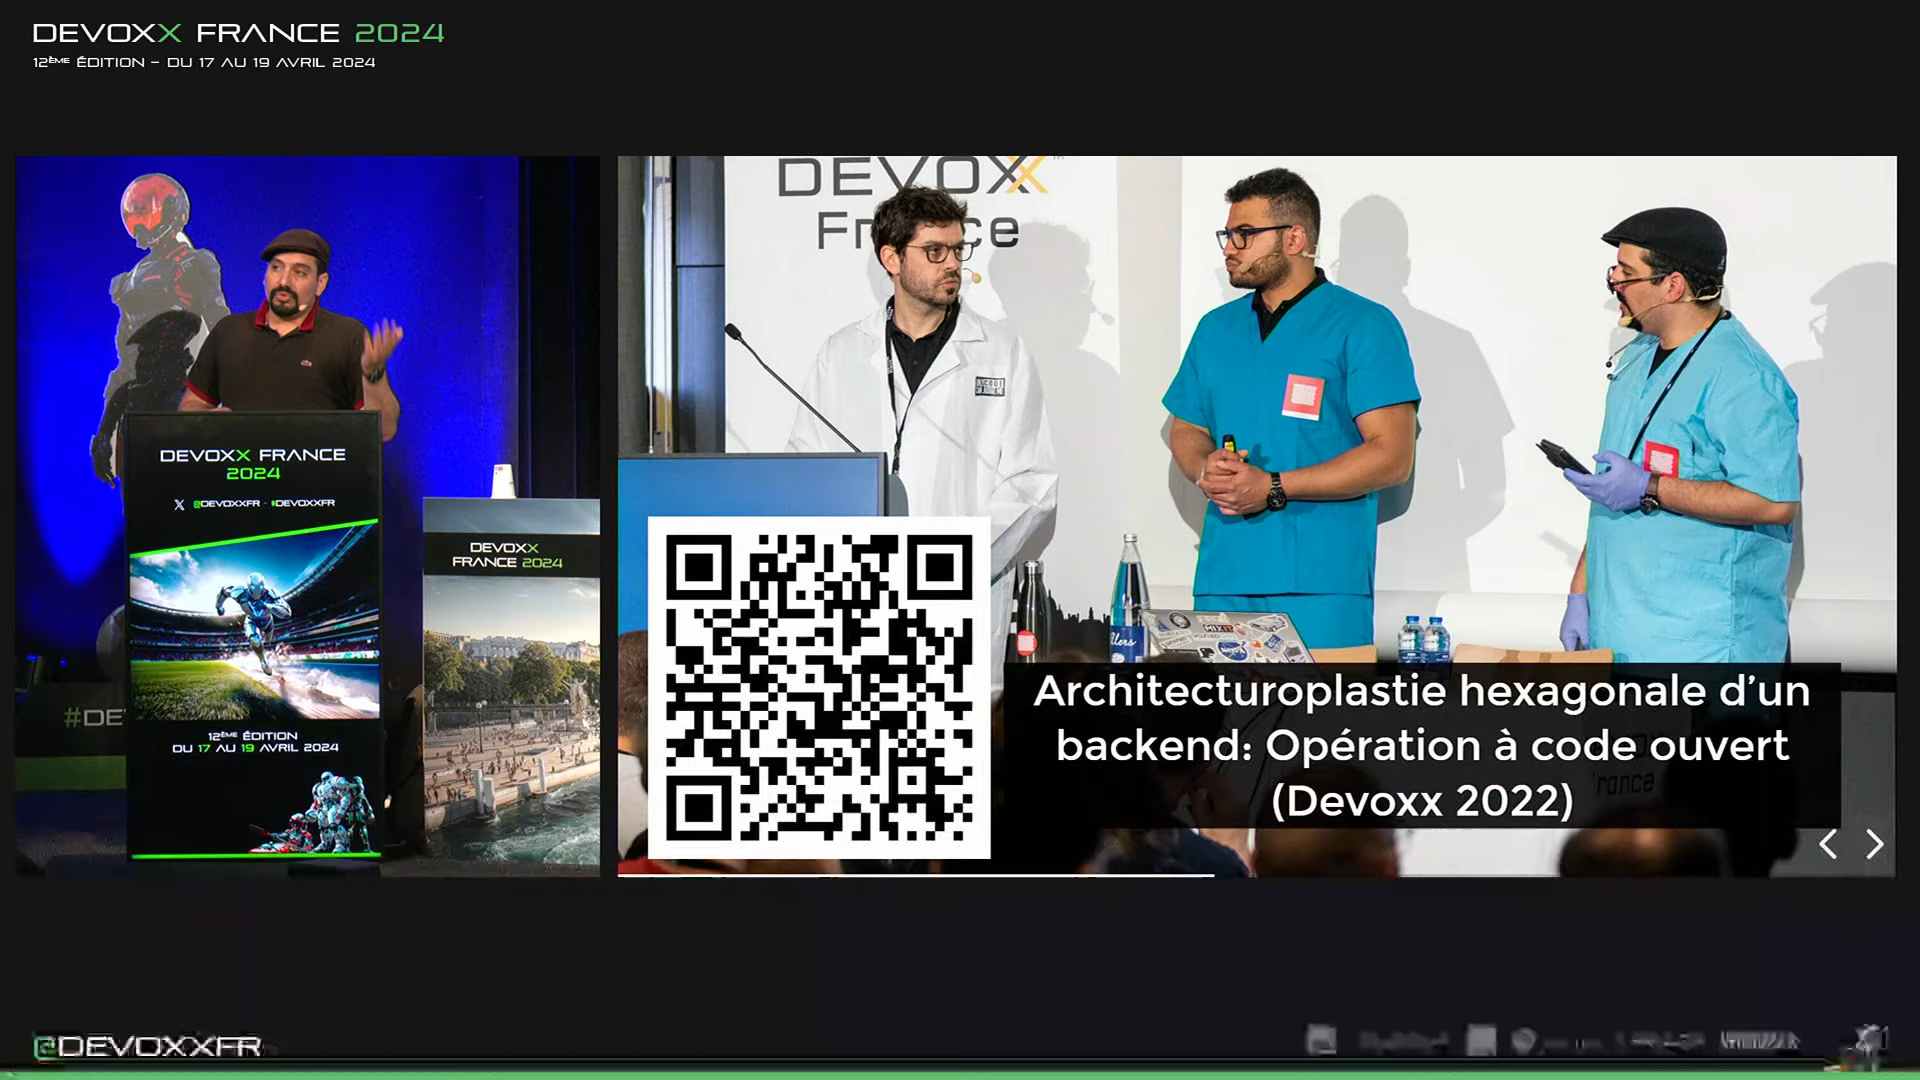 DEVOXX FRANCE 2024
12ÈME ÉDITION – DU 17 AU 19 AVRIL 2024
DEVOXX
France
DEVOXX FRANCE
2024
X @DEVOXXFR - #DEVOXXFR
DEVOXX
FRANCE 2024
#DE
12ÈME ÉDITION
DU 17 AU 19 AVRIL 2024
MIXIT
NASA
Architecturoplastie hexagonale d'un
backend: Opération à code ouvert
(Devoxx 2022)
@DEVOXXFR